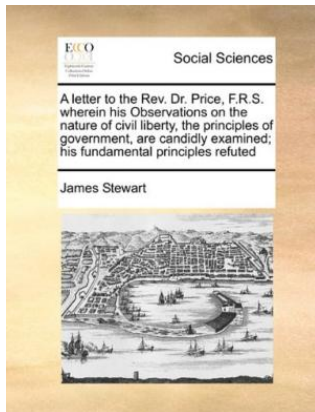 ECCO
Social Sciences
A letter to the Rev. Dr. Price, F.R.S.
wherein his Observations on the
nature of civil liberty, the principles of
government, are candidly examined;
his fundamental principles refuted
James Stewart